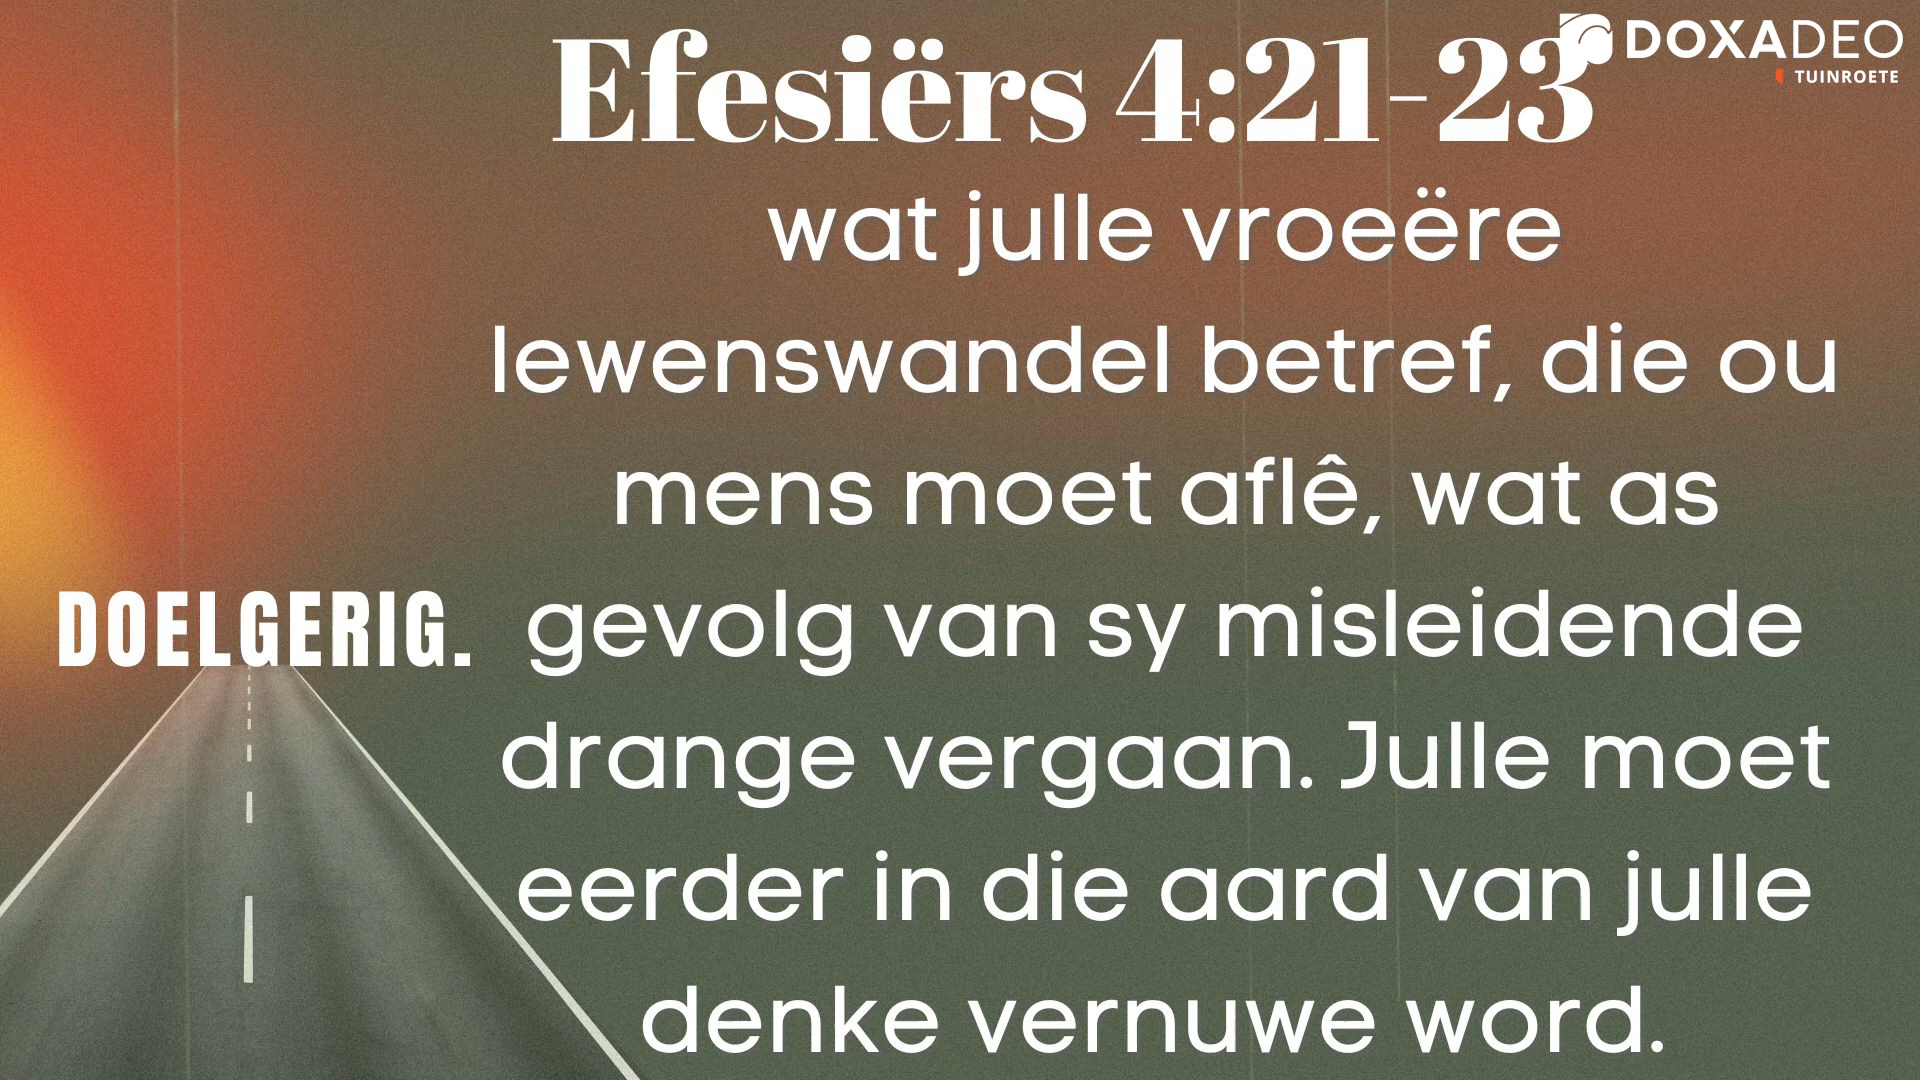 Efesiërs 4:21-23
DOXADEO
TUINROETE
wat julle vroeëre
lewenswandel betref, die ou
mens moet aflê, wat as
gevolg van sy misleidende
drange vergaan. Julle moet
eerder in die aard van julle
denke vernuwe word.
DOELGERIG.